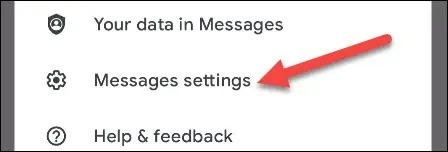 Your data in Messages
Messages settings
Help & feedback